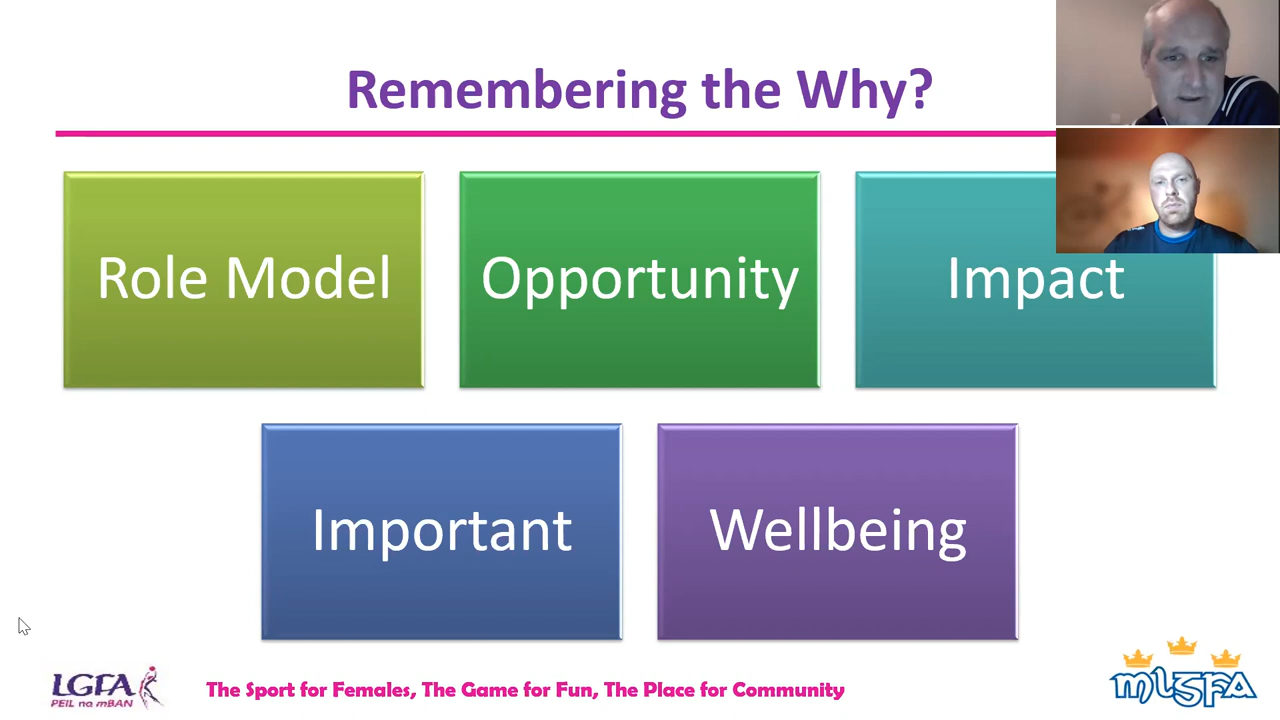 Remembering the Why?
Role Model
Opportunity
Impact
Important
Wellbeing
LGFA
PEIL na mBAN
The Sport for Females, The Game for Fun, The Place for Community
MLGFA